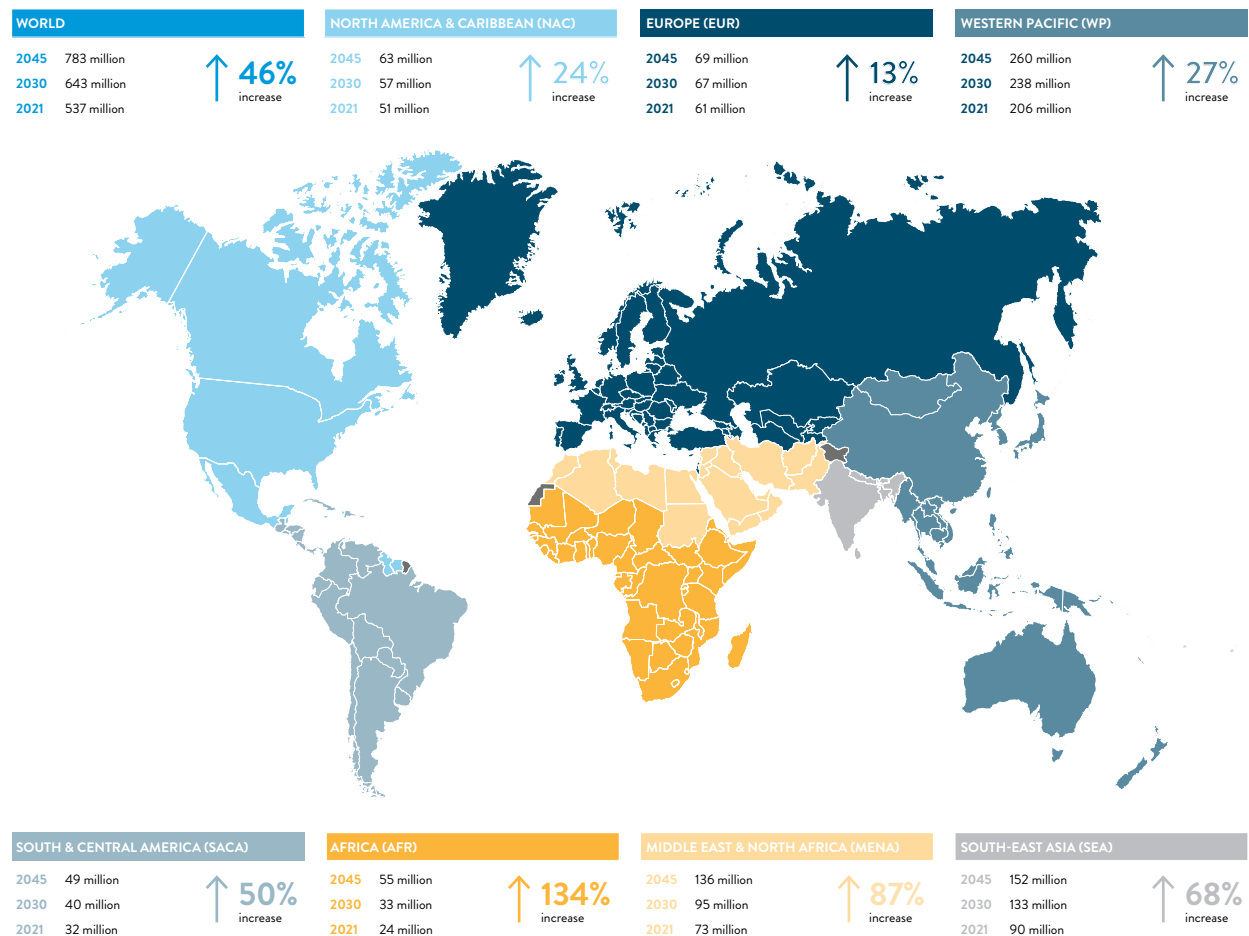 WORLD
2045 783 million
2030 643 million
2021 537 million
46%
increase
NORTH AMERICA & CARIBBEAN (NAC)
2045 63 million
2030 57 million
2021 51 million
24%
increase
EUROPE (EUR)
2045 69 million
2030 67 million
2021 61 million
13%
increase
WESTERN PACIFIC (WP)
2045 260 million
2030 238 million
2021 206 million
27%
increase
SOUTH & CENTRAL AMERICA (SACA)
2045 49 million
2030 40 million
2021 32 million
50%
increase
AFRICA (AFR)
2045 55 million
2030 33 million
2021 24 million
134%
increase
MIDDLE EAST & NORTH AFRICA (MENA)
2045 136 million
2030 95 million
2021 73 million
87%
increase
SOUTH-EAST ASIA (SEA)
2045 152 million
2030 133 million
2021 90 million
68%
increase